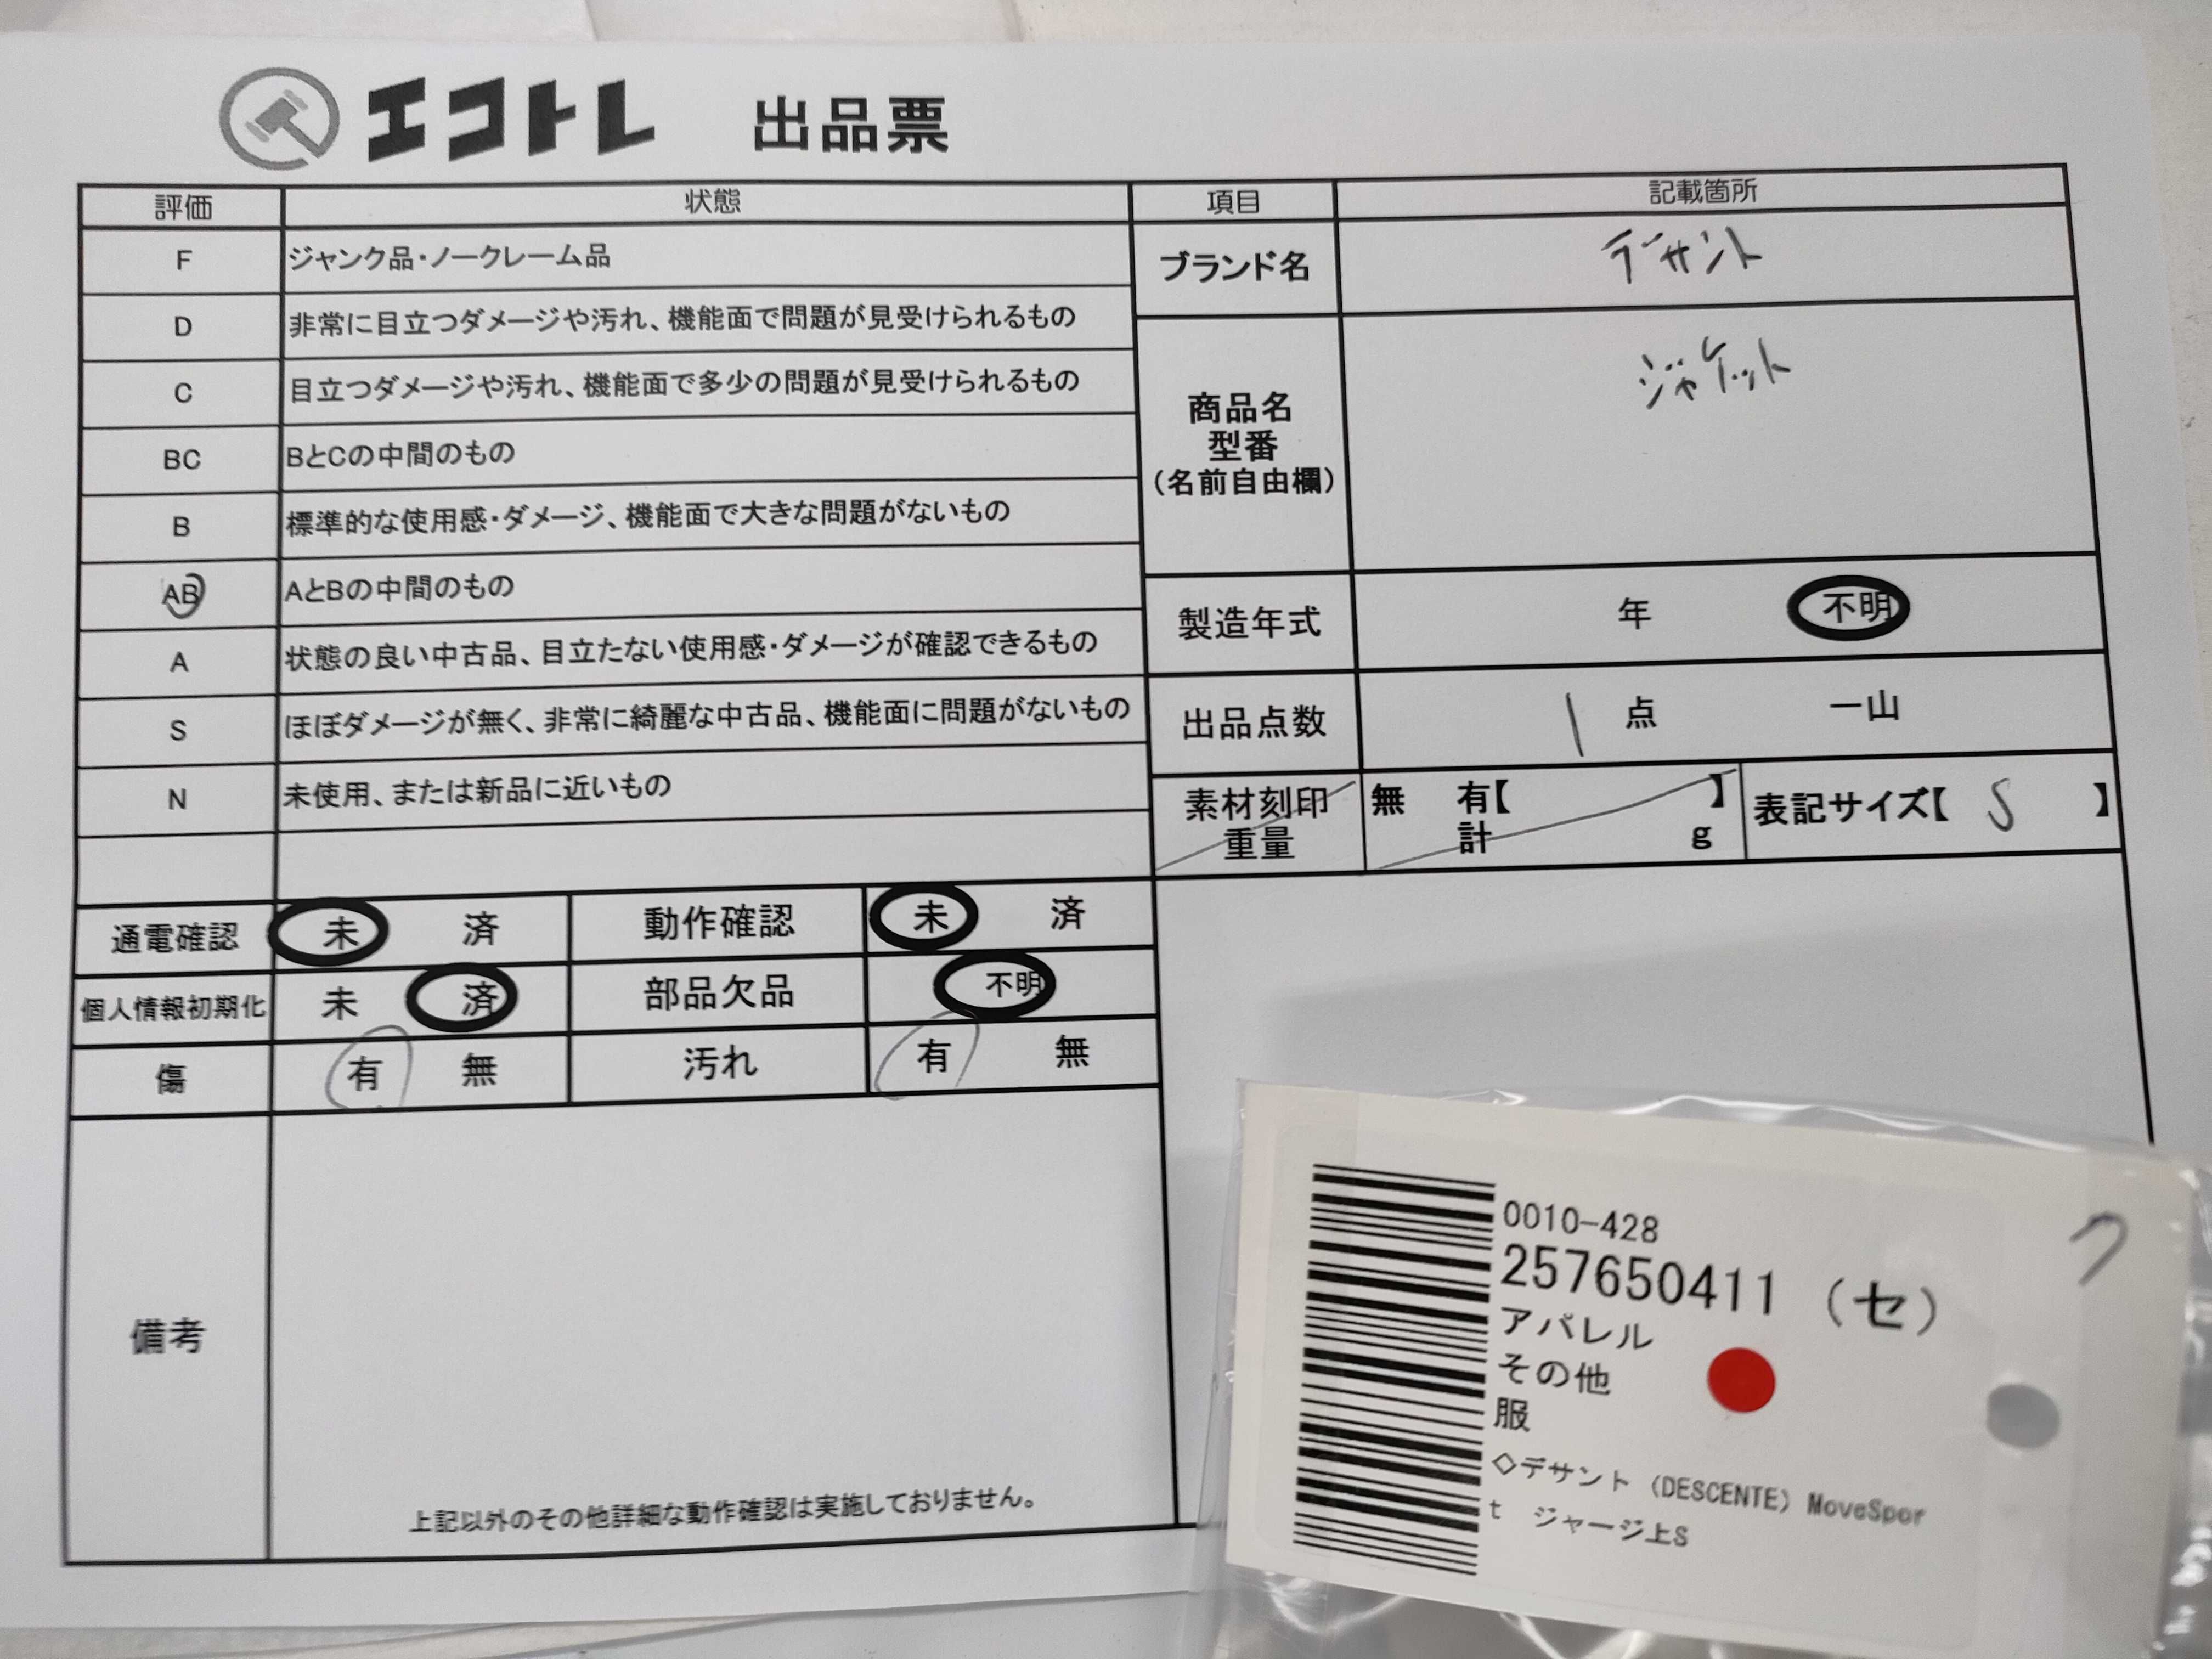 エコトレ 出品票
評価 状態
F ジャンク品・ノークレーム品
D 非常に目立つダメージや汚れ、機能面で問題が見受けられるもの
C 目立つダメージや汚れ、機能面で多少の問題が見受けられるもの
BC BとCの中間のもの
B 標準的な使用感・ダメージ、機能面で大きな問題がないもの
AB AとBの中間のもの
A 状態の良い中古品、目立たない使用感・ダメージが確認できるもの
S ほぼダメージが無く、非常に綺麗な中古品、機能面に問題がないもの
N 未使用、または新品に近いもの
項目 記載箇所
ブランド名 デサント
商品名
型番
(名前自由欄)
ジャケット
製造年式 年 不明
出品点数 1 点 一山
素材刻印 無 有【 】
重量 計 g
表記サイズ【 S 】
通電確認 未 済 動作確認 未 済
個人情報初期化 未 済 部品欠品 不明
傷 有 無 汚れ 有 無
備考
上記以外のその他詳細な動作確認は実施しておりません。
ク
0010-428
257650411 (セ)
アパレル
その他
服
◇デサント (DESCENTE) MoveSpor
t ジャージ上S